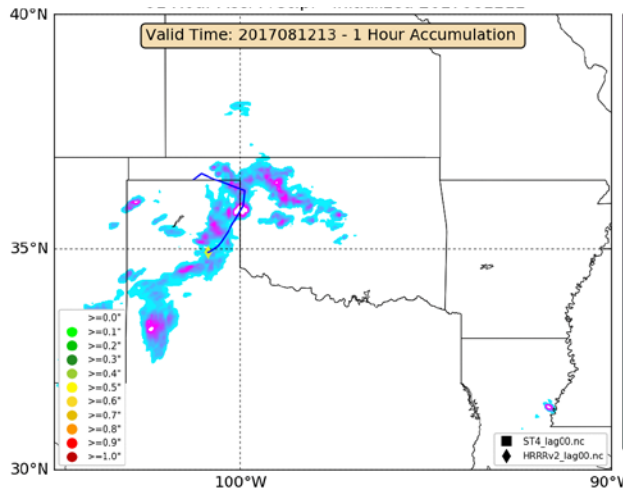 40°N
Valid Time: 2017081213 - 1 Hour Accumulation
38°N
35°N
>=0.0"
>=0.1"
>=0.2"
>=0.3"
>=0.4"
>=0.5"
>=0.6"
>=0.7"
>=0.8"
>=0.9"
>=1.0"
ST4_lag00.nc
HRRRv2_lag00.nc
30°N
100°W
90°W